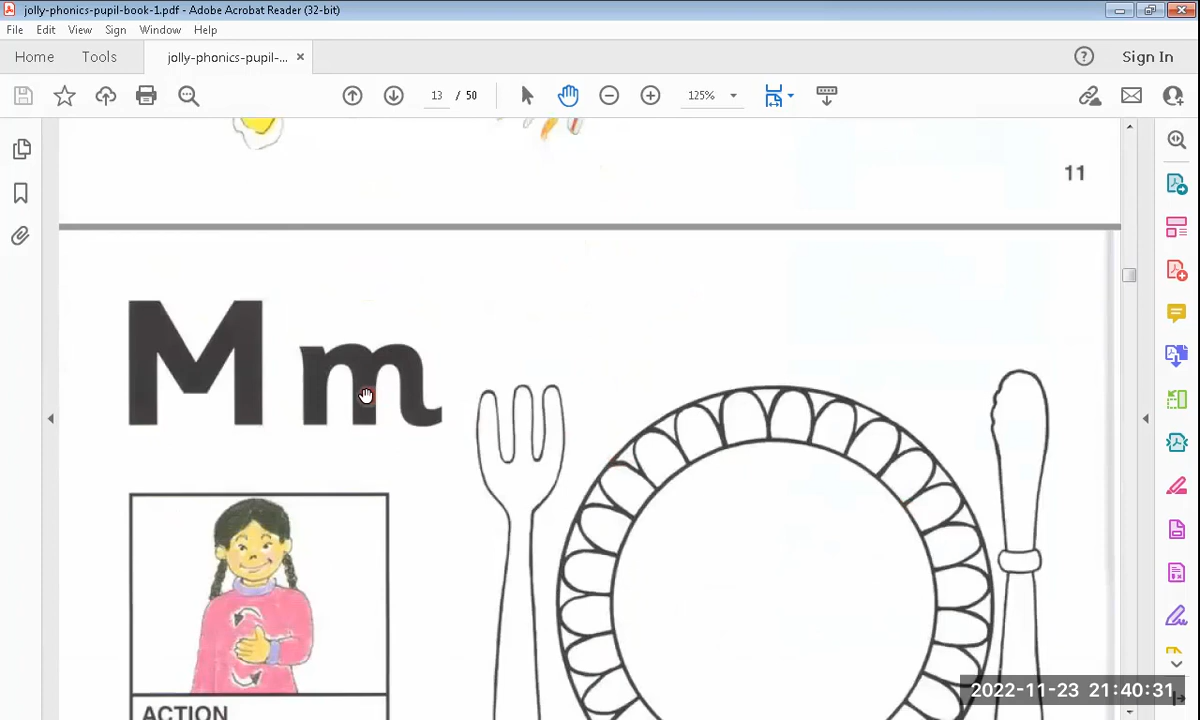 jolly-phonics-pupil-book-1.pdf - Adobe Acrobat Reader (32-bit)
File Edit View Sign Window Help
Home Tools jolly-phonics-pupil-... Sign In
13 / 50 125%
11
M m
ACTION
2022-11-23 21:40:31